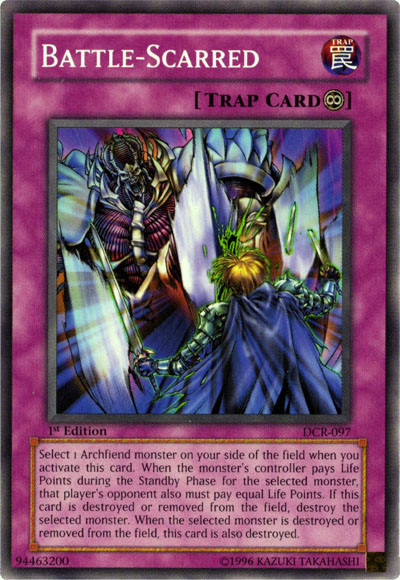 BATTLE-SCARRED
TRAP
罠
[TRAP CARD∞]
1st Edition
DCR-097
Select 1 Archfiend monster on your side of the field when you
activate this card. When the monster's controller pays Life
Points during the Standby Phase for the selected monster,
that player's opponent also must pay equal Life Points. If this
card is destroyed or removed from the field, destroy the
selected monster. When the selected monster is destroyed or
removed from the field, this card is also destroyed.
94463200
©1996 KAZUKI TAKAHASHI